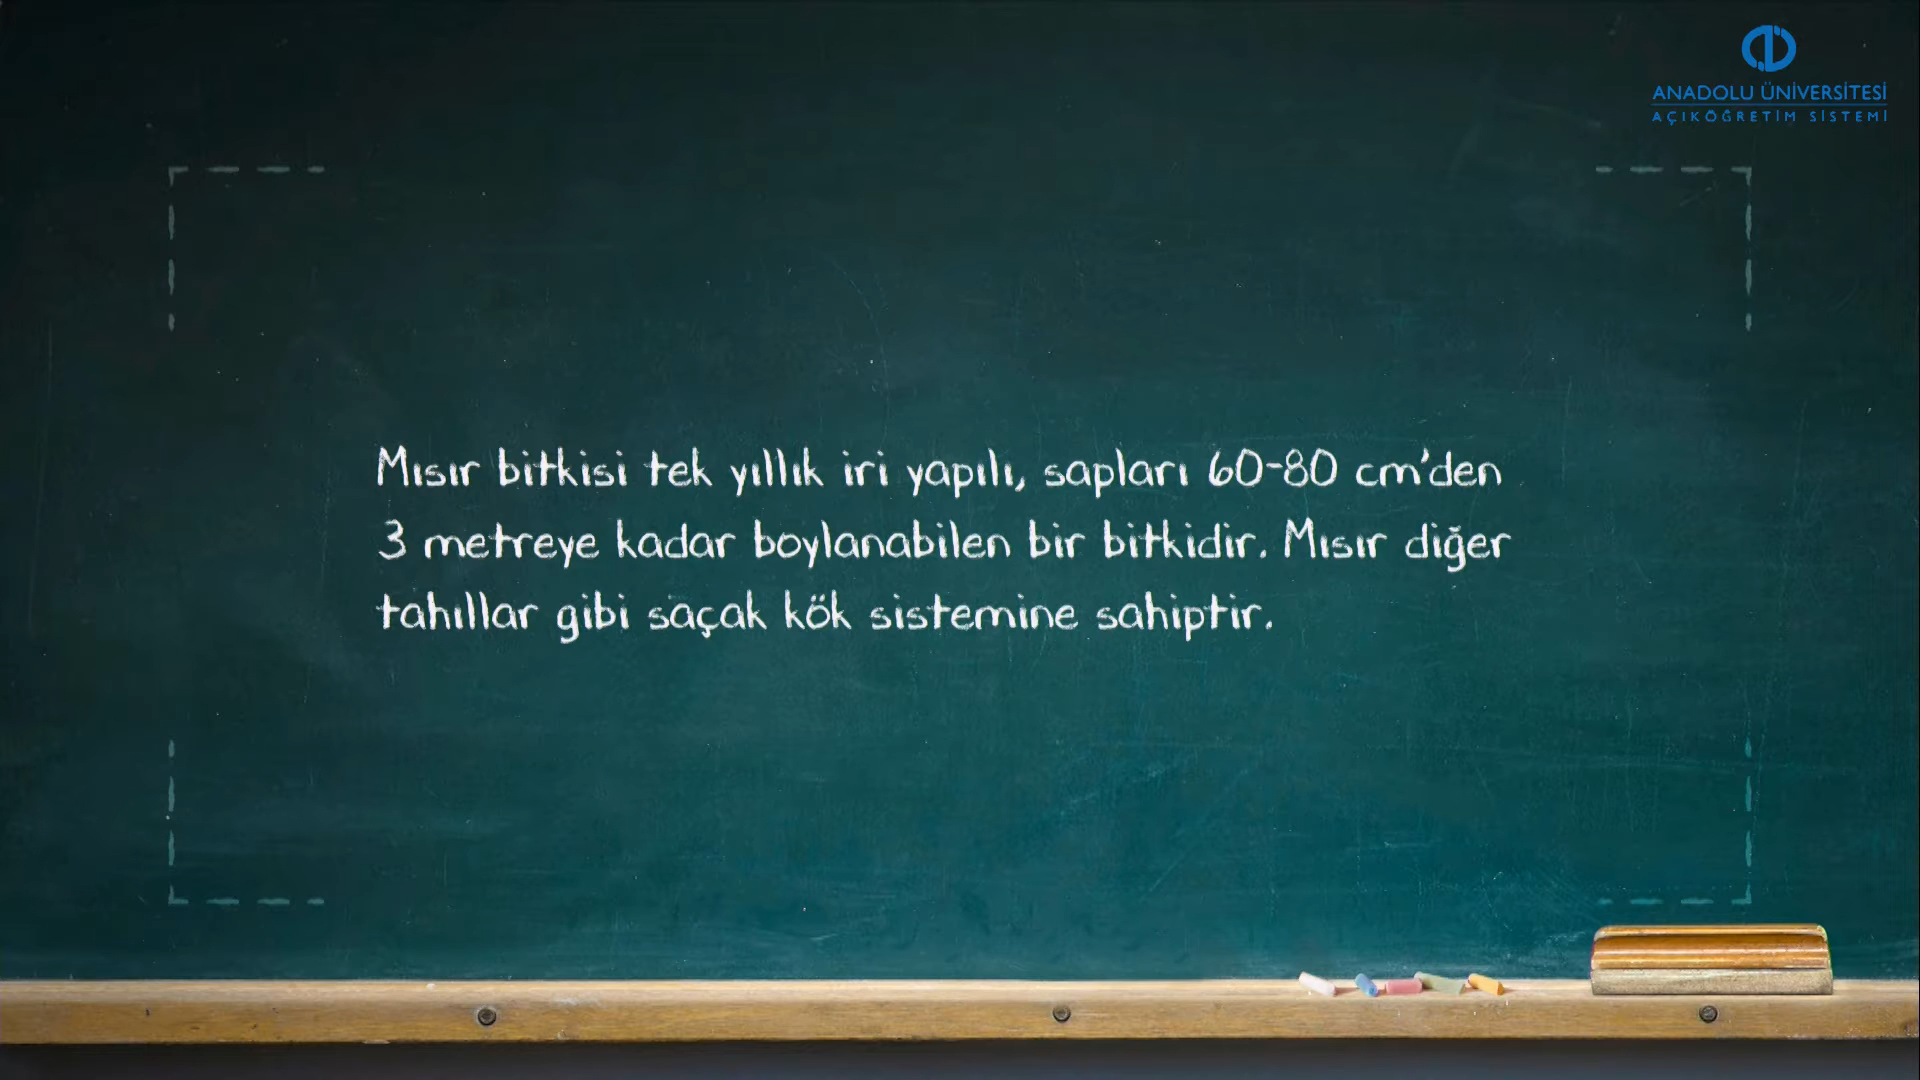 ANADOLU ÜNİVERSİTESİ
AÇIKÖĞRETİM SİSTEMİ
Mısır bitkisi tek yıllık iri yapılı, sapları 60-80 cm'den
3 metreye kadar boylanabilen bir bitkidir. Mısır diğer
tahıllar gibi saçak kök sistemine sahiptir.